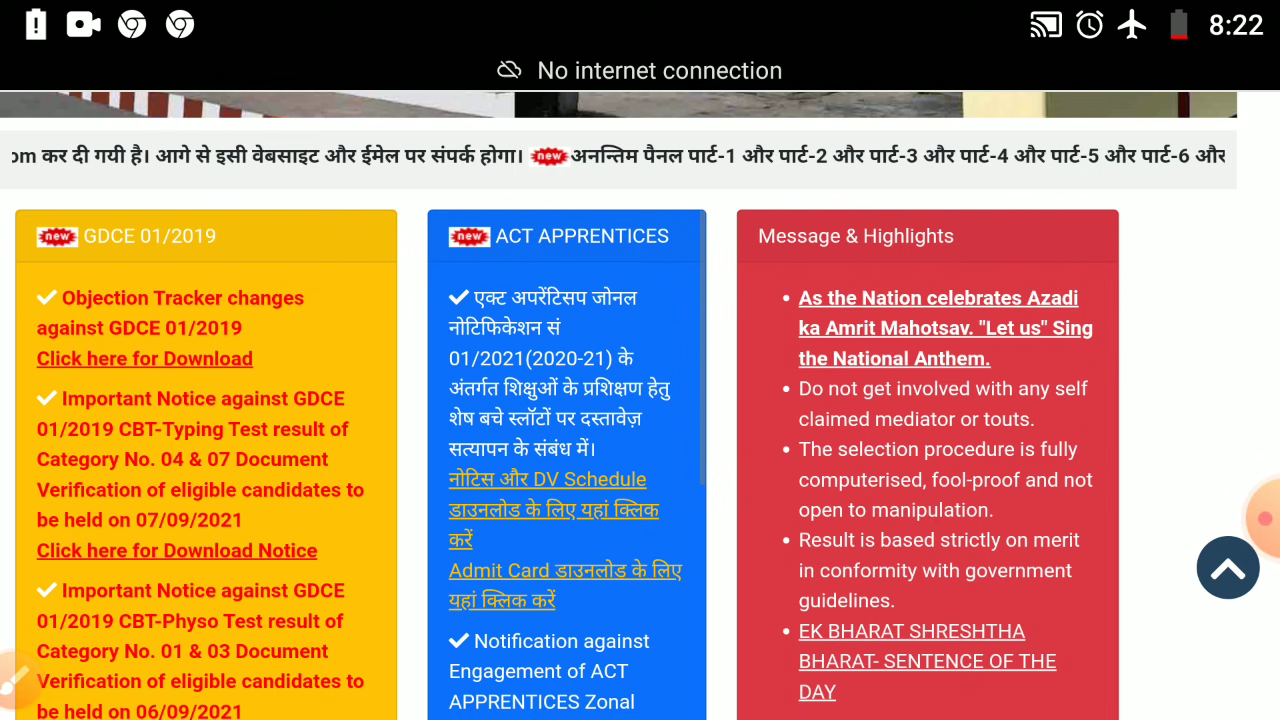 8:22
No internet connection
om कर दी गयी है। आगे से इसी वेबसाइट और ईमेल पर संपर्क होगा। new अनन्तिम पैनल पार्ट-1 और पार्ट-2 और पार्ट-3 और पार्ट-4 और पार्ट-5 और पार्ट-6 और
new GDCE 01/2019
Objection Tracker changes
against GDCE 01/2019
Click here for Download
Important Notice against GDCE
01/2019 CBT-Typing Test result of
Category No. 04 & 07 Document
Verification of eligible candidates to
be held on 07/09/2021
Click here for Download Notice
Important Notice against GDCE
01/2019 CBT-Physo Test result of
Category No. 01 & 03 Document
Verification of eligible candidates to
be held on 06/09/2021
new ACT APPRENTICES
एक्ट अपरेंटिसप जोनल
नोटिफिकेशन सं
01/2021(2020-21) के
अंतर्गत शिक्षुओं के प्रशिक्षण हेतु
शेष बचे स्लॉटों पर दस्तावेज़
सत्यापन के संबंध में।
नोटिस और DV Schedule
डाउनलोड के लिए यहां क्लिक
करें
Admit Card डाउनलोड के लिए
यहां क्लिक करें
Notification against
Engagement of ACT
APPRENTICES Zonal
Message & Highlights
As the Nation celebrates Azadi
ka Amrit Mahotsav. "Let us" Sing
the National Anthem.
Do not get involved with any self
claimed mediator or touts.
The selection procedure is fully
computerised, fool-proof and not
open to manipulation.
Result is based strictly on merit
in conformity with government
guidelines.
EK BHARAT SHRESHTHA
BHARAT- SENTENCE OF THE
DAY